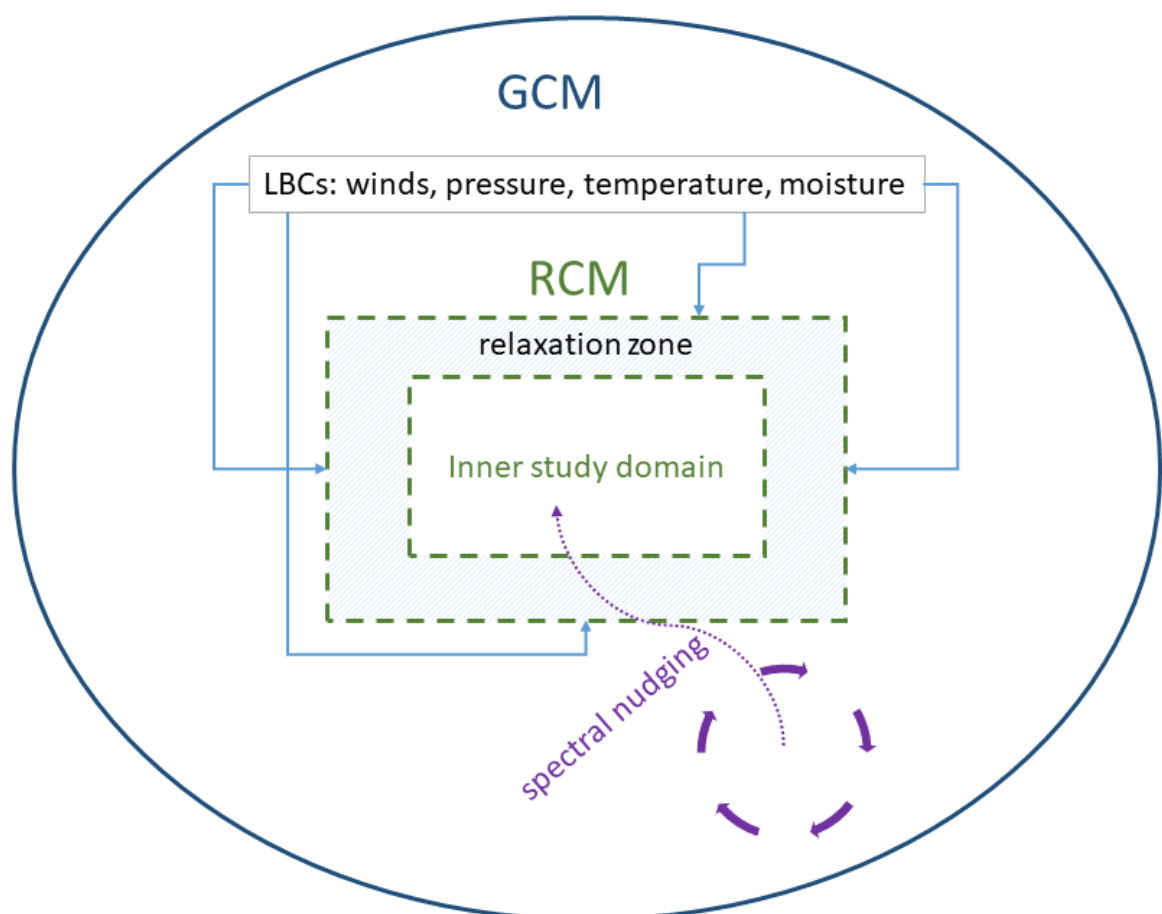 GCM
LBCs: winds, pressure, temperature, moisture
RCM
relaxation zone
Inner study domain
spectral nudging